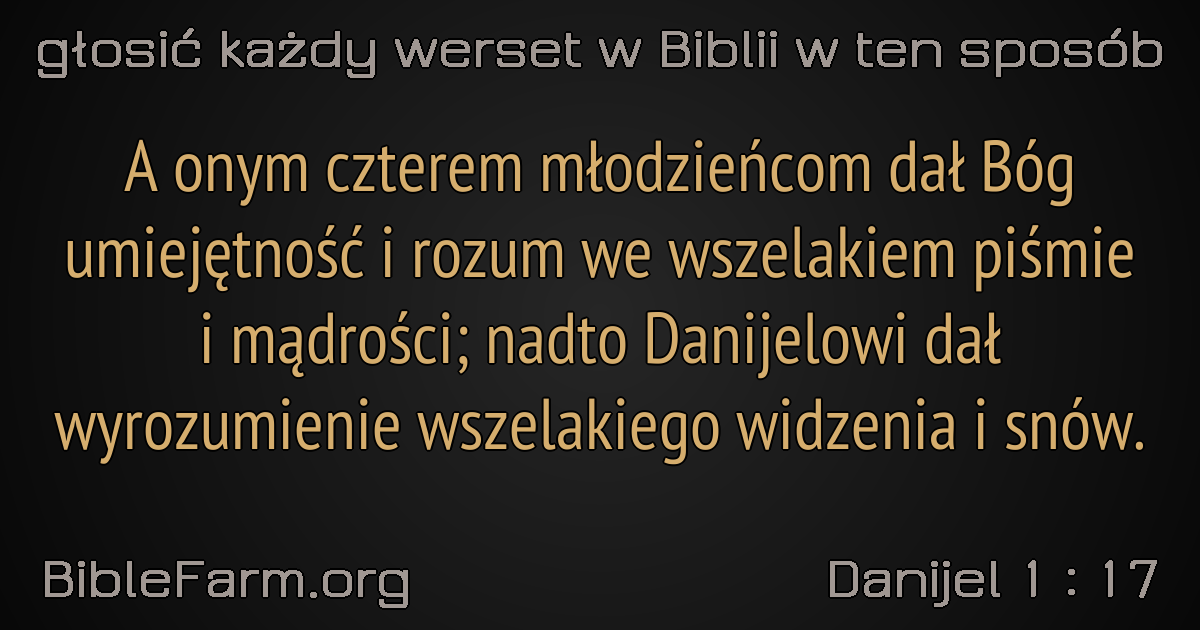 głosić każdy werset w Biblii w ten sposób
A onym czterem młodzieńcom dał Bóg
umiejętność i rozum we wszelakiem piśmie
i mądrości; nadto Danijelowi dał
wyrozumienie wszelakiego widzenia i snów.
BibleFarm.org
Danijel 1 : 17